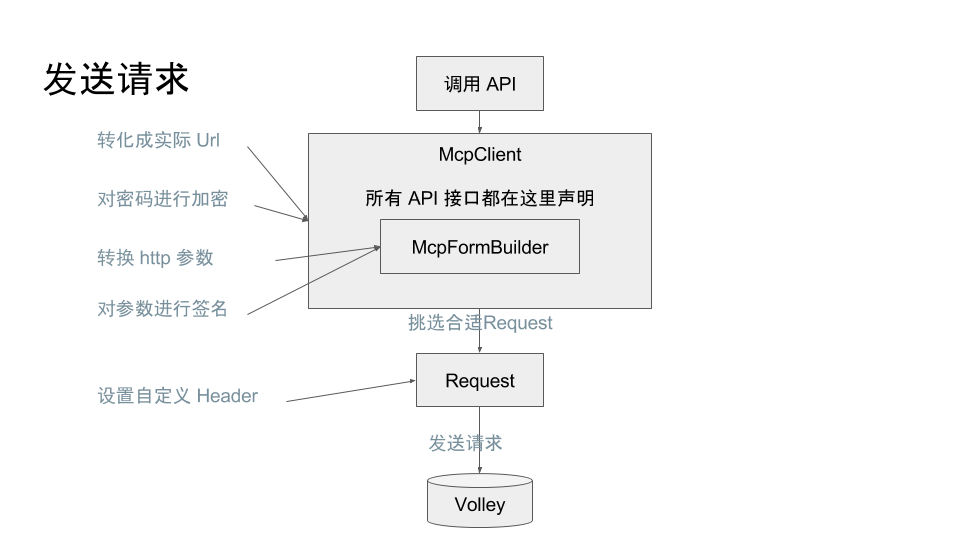 发送请求
调用 API
转化成实际 Url
McpClient
对密码进行加密
所有 API 接口都在这里声明
McpFormBuilder
转换 http 参数
对参数进行签名
挑选合适Request
Request
设置自定义 Header
发送请求
Volley